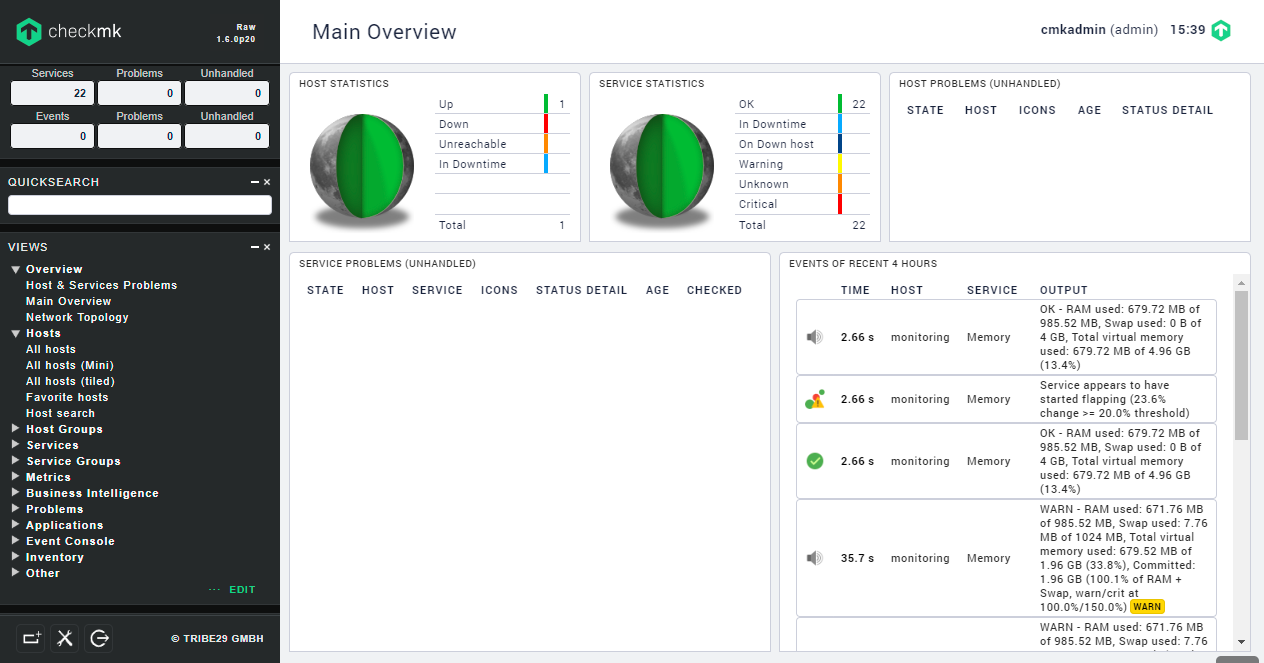 checkmk
Raw
1.6.0p20
Services Problems Unhandled
22 0 0
Events Problems Unhandled
0 0 0
QUICKSEARCH
VIEWS
Overview
Host & Services Problems
Main Overview
Network Topology
Hosts
All hosts
All hosts (Mini)
All hosts (tiled)
Favorite hosts
Host search
Host Groups
Services
Service Groups
Metrics
Business Intelligence
Problems
Applications
Event Console
Inventory
Other
EDIT
© TRIBE29 GMBH
Main Overview
cmkadmin (admin) 15:39
HOST STATISTICS
Up 1
Down
Unreachable
In Downtime
Total 1
SERVICE STATISTICS
OK 22
In Downtime
On Down host
Warning
Unknown
Critical
Total 22
HOST PROBLEMS (UNHANDLED)
STATE HOST ICONS AGE STATUS DETAIL
SERVICE PROBLEMS (UNHANDLED)
STATE HOST SERVICE ICONS STATUS DETAIL AGE CHECKED
EVENTS OF RECENT 4 HOURS
TIME HOST SERVICE OUTPUT
2.66 s monitoring Memory
OK - RAM used: 679.72 MB of
985.52 MB, Swap used: 0 B of
4 GB, Total virtual memory
used: 679.72 MB of 4.96 GB
(13.4%)
2.66 s monitoring Memory
Service appears to have
started flapping (23.6%
change >= 20.0% threshold)
2.66 s monitoring Memory
OK - RAM used: 679.72 MB of
985.52 MB, Swap used: 0 B of
4 GB, Total virtual memory
used: 679.72 MB of 4.96 GB
(13.4%)
35.7 s monitoring Memory
WARN - RAM used: 671.76 MB
of 985.52 MB, Swap used: 7.76
MB of 1024 MB, Total virtual
memory used: 679.52 MB of
1.96 GB (33.8%), Committed:
1.96 GB (100.1% of RAM +
Swap, warn/crit at
100.0%/150.0%) WARN
WARN - RAM used: 671.76 MB
of 985.52 MB, Swap used: 7.76